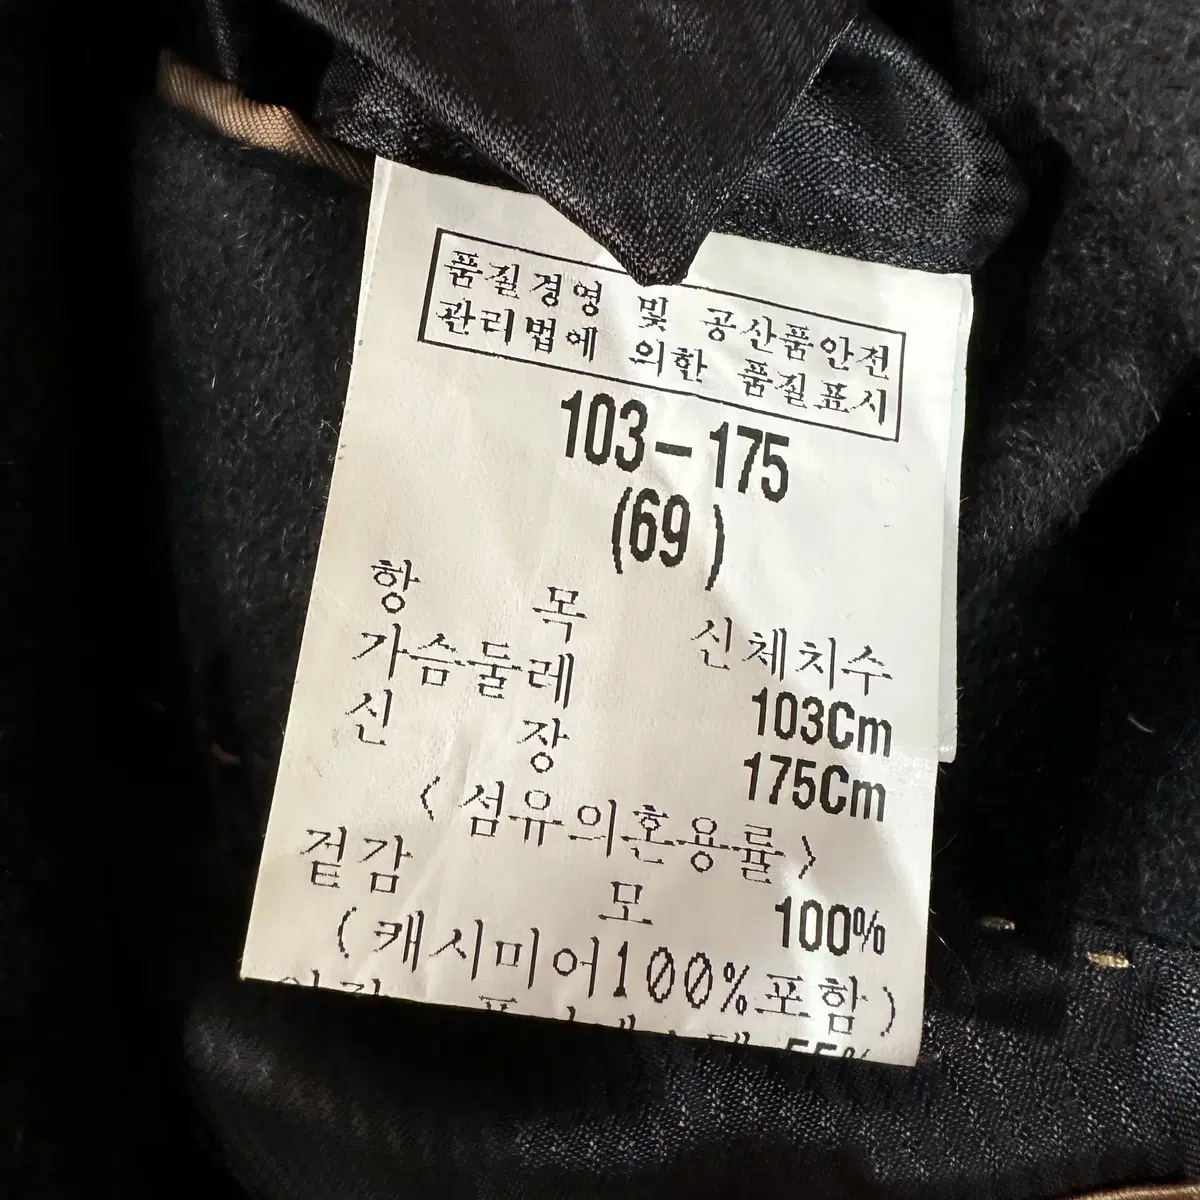 품질경영 및 공산품안전
관리법에 의한 품질표시
103-175
(69)
항 목 신체치수
가슴둘레 103Cm
신 장 175Cm
<섬유의혼용률>
겉감 모 100%
(캐시미어100%포함)